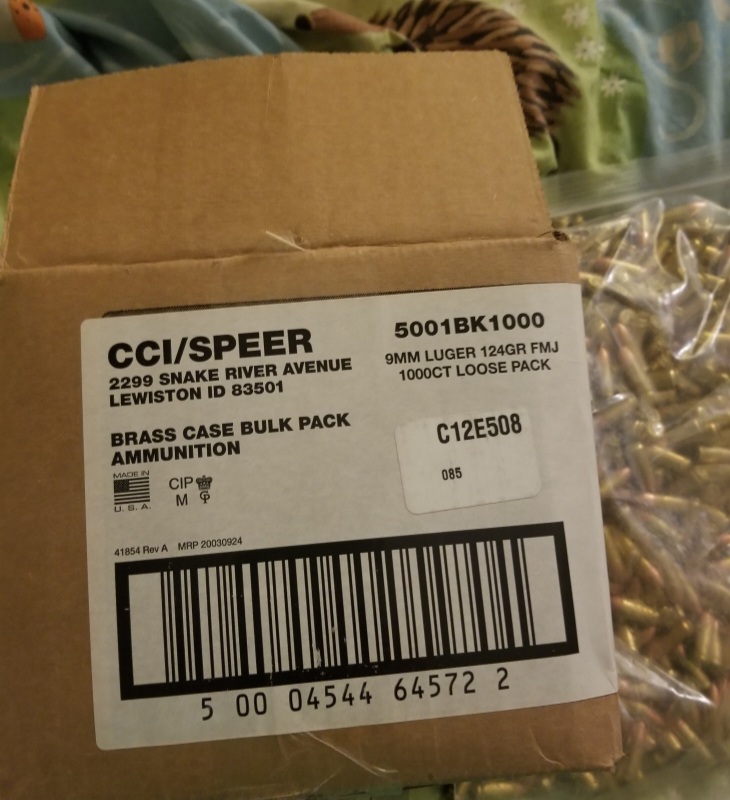 CCI/SPEER
2299 SNAKE RIVER AVENUE
LEWISTON ID 83501
5001BK1000
9MM LUGER 124GR FMJ
1000CT LOOSE PACK
BRASS CASE BULK PACK
AMMUNITION
C12E508
085
MADE IN
U. S. A.
CIP
M
41854 Rev A MRP 20030924
5 00 04544 64572 2